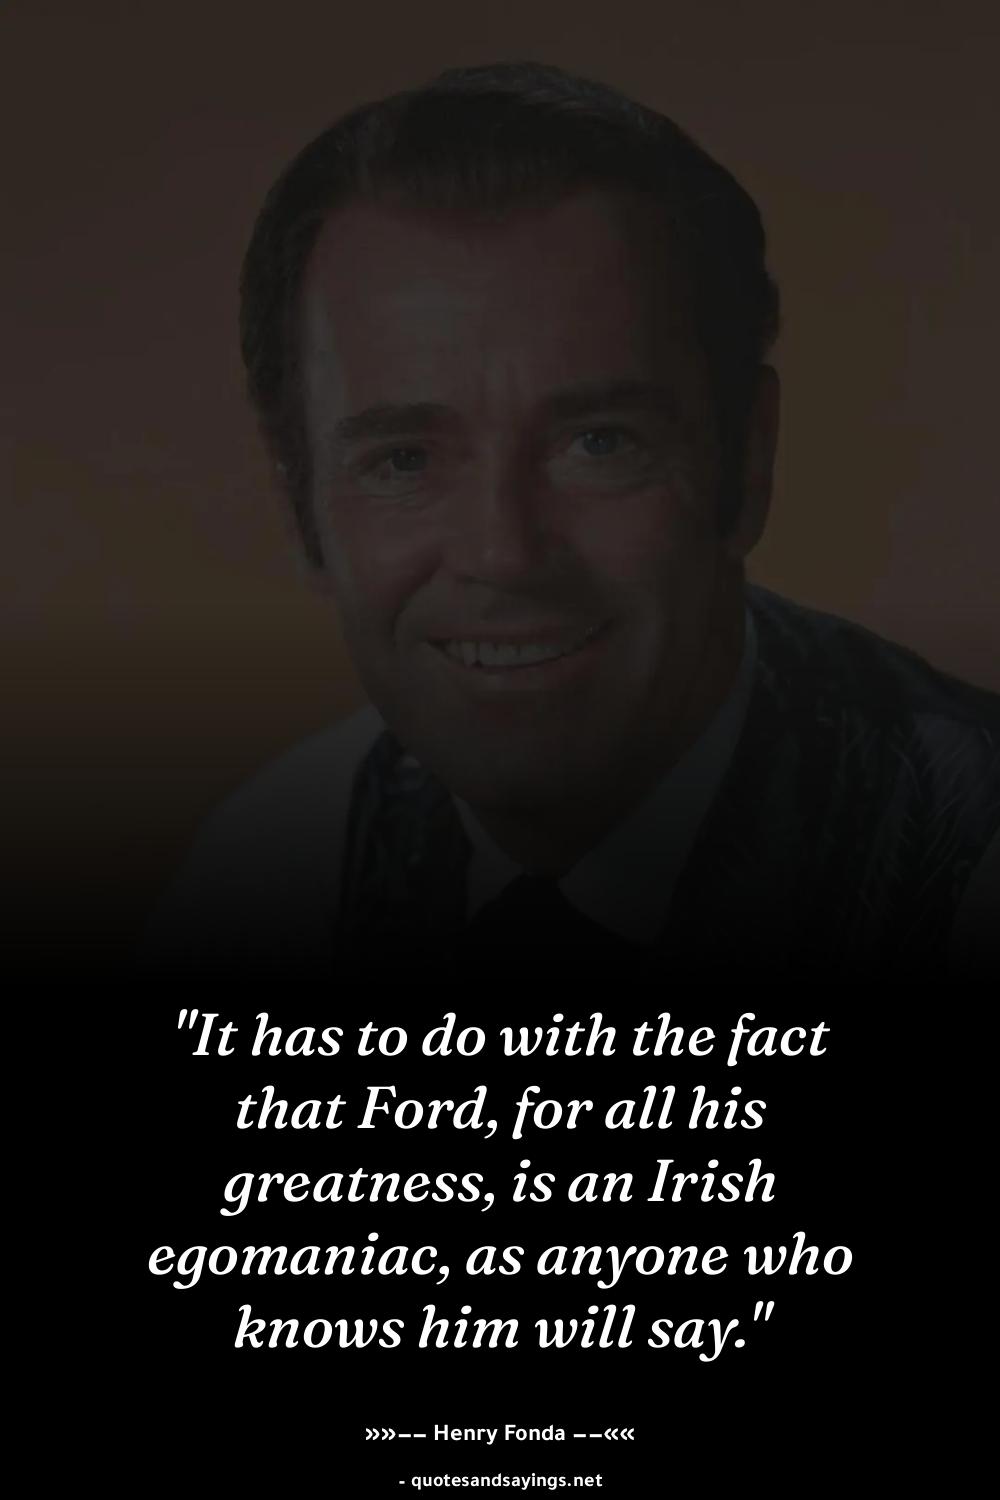 "It has to do with the fact
that Ford, for all his
greatness, is an Irish
egomaniac, as anyone who
knows him will say."
»»–– Henry Fonda ––««
- quotesandsayings.net